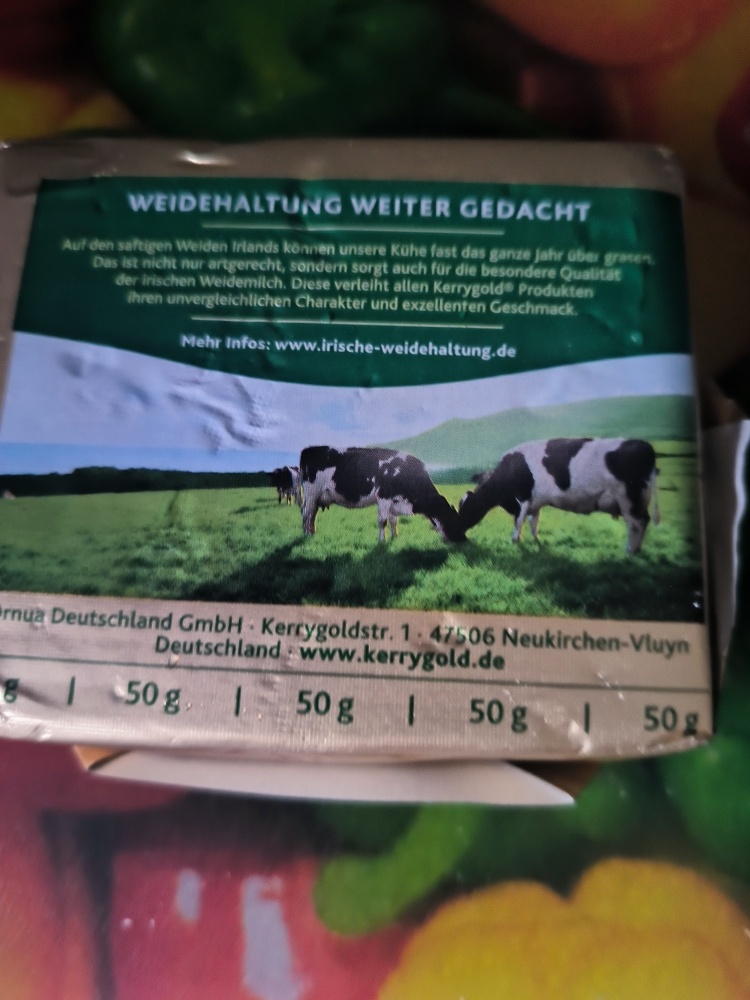 WEIDEHALTUNG WEITER GEDACHT
Auf den saftigen Weiden Irlands können unsere Kühe fast das ganze Jahr über grasen.
Das ist nicht nur artgerecht, sondern sorgt auch für die besondere Qualität
der irischen Weidemilch. Diese verleiht allen Kerrygold® Produkten
ihren unvergleichlichen Charakter und exzellenten Geschmack.
Mehr Infos: www.irische-weidehaltung.de
rnua Deutschland GmbH · Kerrygoldstr. 1 · 47506 Neukirchen-Vluyn
Deutschland · www.kerrygold.de
g | 50 g | 50 g | 50 g | 50 g